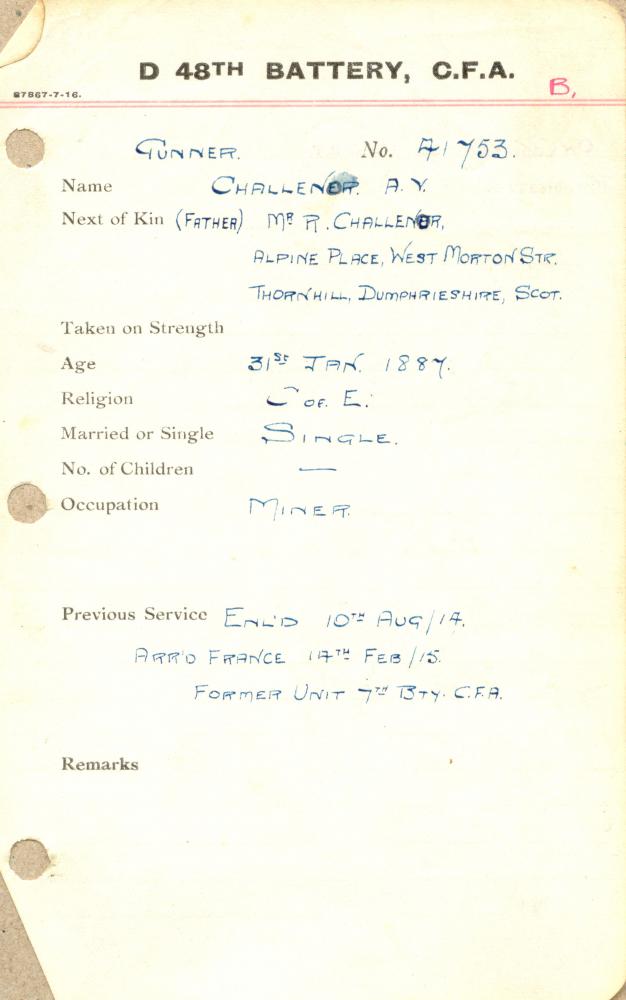 D 48TH BATTERY, C.F.A.
B,
27867-7-16.
GUNNER. No. 41753.
Name CHALLENOR. A.V.
Next of Kin (FATHER) MR R. CHALLENOR,
ALPINE PLACE, WEST MORTON STR.
THORNHILL, DUMPHRIESHIRE, SCOT.
Taken on Strength
Age 31ST JAN. 1887.
Religion C OF. E.
Married or Single SINGLE.
No. of Children —
Occupation MINER.
Previous Service ENL'D 10TH AUG/14.
ARR'D FRANCE 14TH FEB/15.
FORMER UNIT 7TH BTY. C.F.A.
Remarks